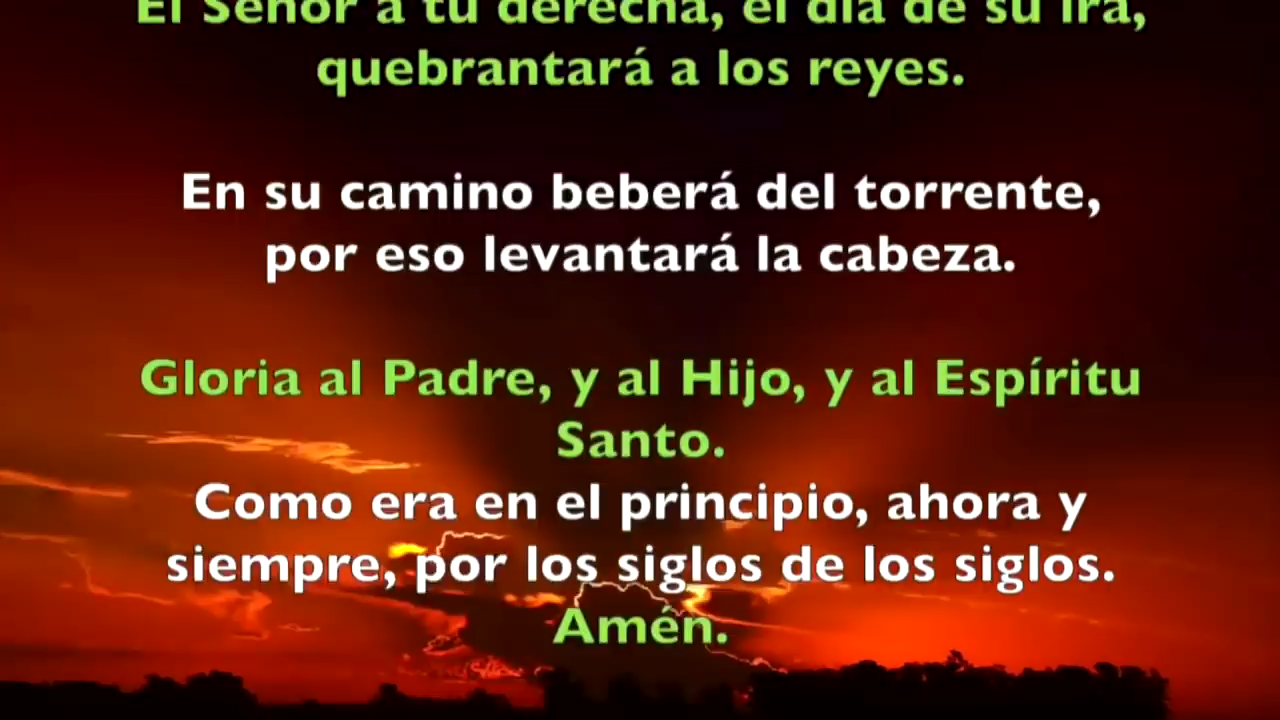 El Señor a tu derecha, el día de su ira,
quebrantará a los reyes.
En su camino beberá del torrente,
por eso levantará la cabeza.
Gloria al Padre, y al Hijo, y al Espíritu
Santo.
Como era en el principio, ahora y
siempre, por los siglos de los siglos.
Amén.